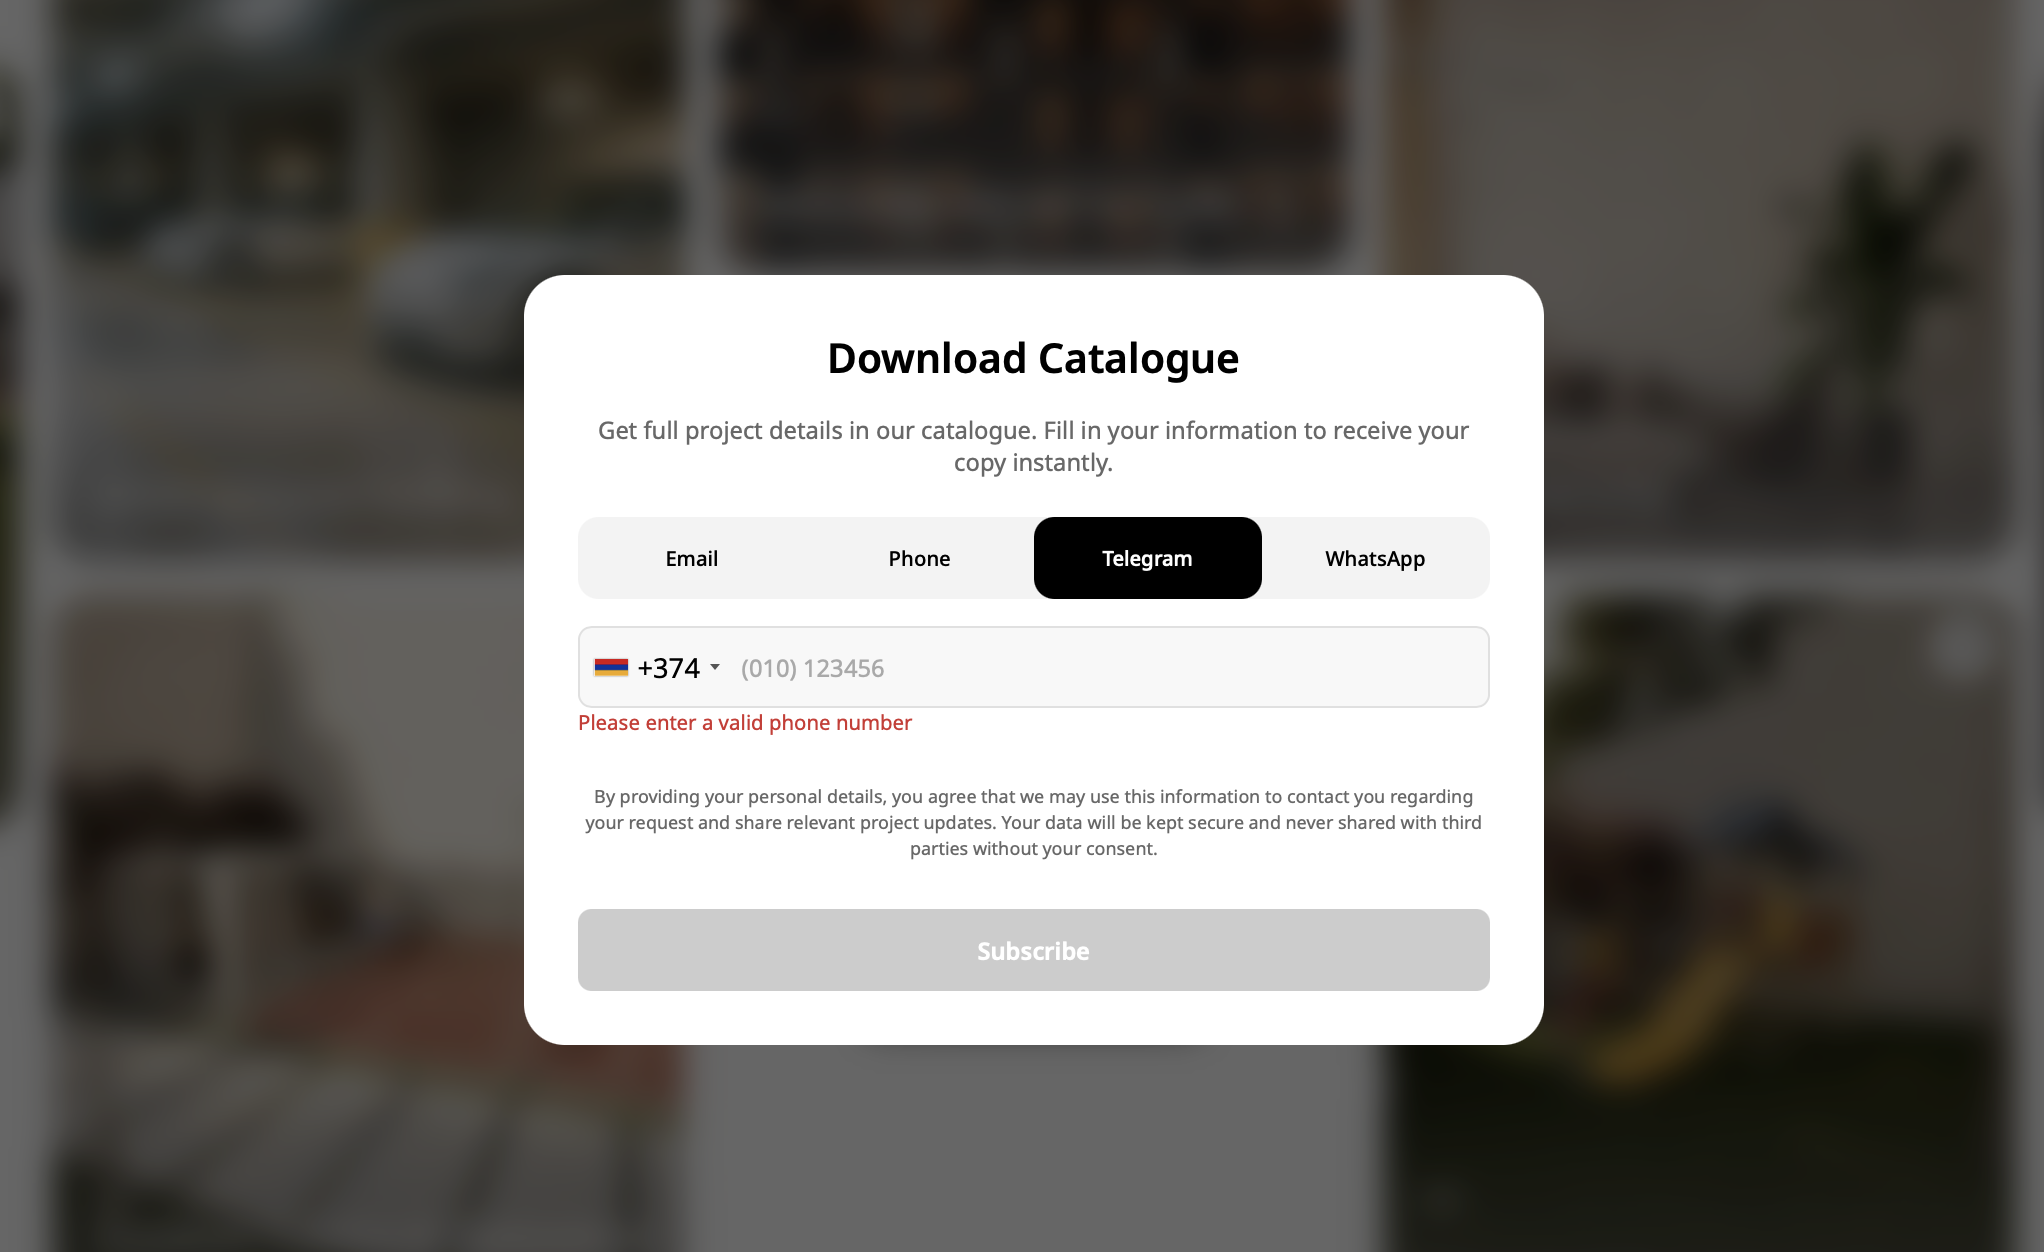 Download Catalogue
Get full project details in our catalogue. Fill in your information to receive your
copy instantly.
Email
Phone
Telegram
WhatsApp
+374
(010) 123456
Please enter a valid phone number
By providing your personal details, you agree that we may use this information to contact you regarding
your request and share relevant project updates. Your data will be kept secure and never shared with third
parties without your consent.
Subscribe